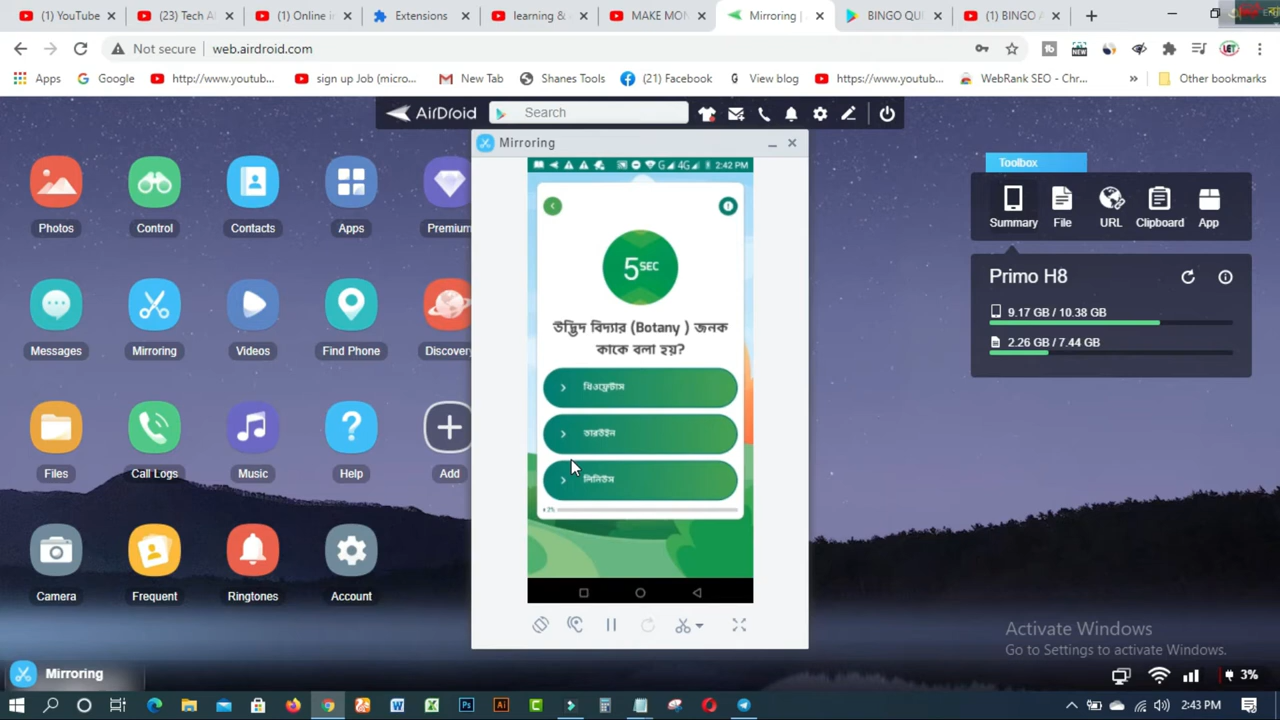 (1) YouTube
(23) Tech A
(1) Online in
Extensions
learning &
MAKE MON
Mirroring |
BINGO QU
(1) BINGO A
Not secure
web.airdroid.com
Apps
Google
http://www.youtub...
sign up Job (micro...
New Tab
Shanes Tools
(21) Facebook
View blog
https://www.youtub...
WebRank SEO - Chr...
Other bookmarks
AirDroid
Search
Mirroring
2:42 PM
5SEC
উদ্ভিদ বিদ্যার (Botany ) জনক
কাকে বলা হয়?
থিওফ্রেটাস
ডারউইন
লিনিউস
Photos
Control
Contacts
Apps
Premium
Messages
Mirroring
Videos
Find Phone
Discover
Files
Call Logs
Music
Help
Add
Camera
Frequent
Ringtones
Account
Toolbox
Summary
File
URL
Clipboard
App
Primo H8
9.17 GB / 10.38 GB
2.26 GB / 7.44 GB
Activate Windows
Go to Settings to activate Windows.
Mirroring
3%
2:43 PM